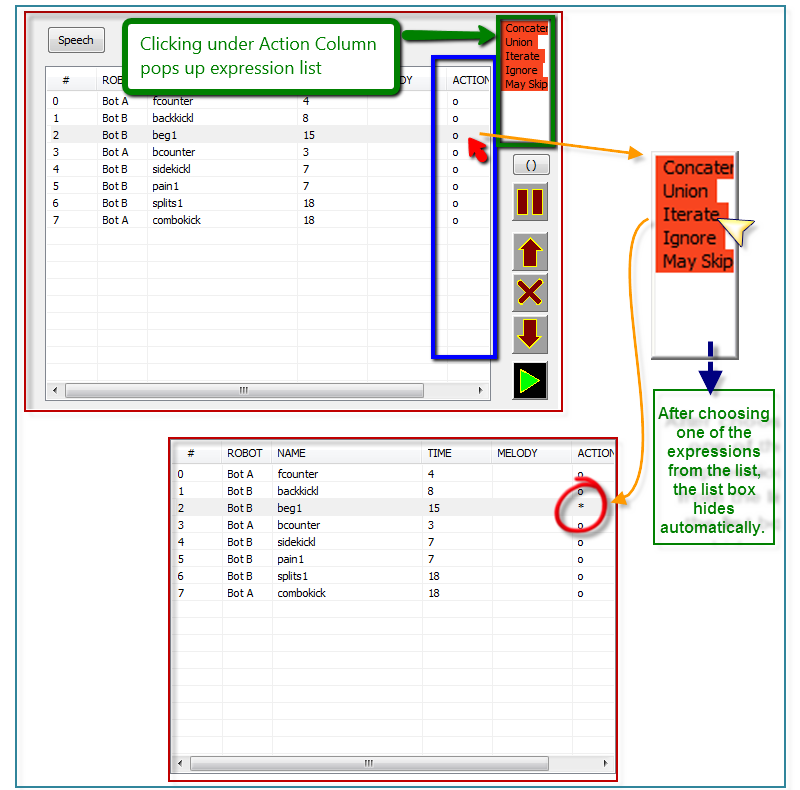 Speech
Clicking under Action Column
pops up expression list
Concater
Union
Iterate
Ignore
May Skip
# ROB DY ACTION
0 Bot A fcounter 4 o
1 Bot B backkickl 8 o
2 Bot B beg1 15 o
3 Bot A bcounter 3 o
4 Bot B sidekickl 7 o
5 Bot B pain1 7 o
6 Bot B splits1 18 o
7 Bot A combokick 18 o
()
Concater
Union
Iterate
Ignore
May Skip
After choosing
one of the
expressions
from the list,
the list box
hides
automatically.
# ROBOT NAME TIME MELODY ACTION
0 Bot A fcounter 4 o
1 Bot B backkickl 8 o
2 Bot B beg1 15 *
3 Bot A bcounter 3 o
4 Bot B sidekickl 7 o
5 Bot B pain1 7 o
6 Bot B splits1 18 o
7 Bot A combokick 18 o